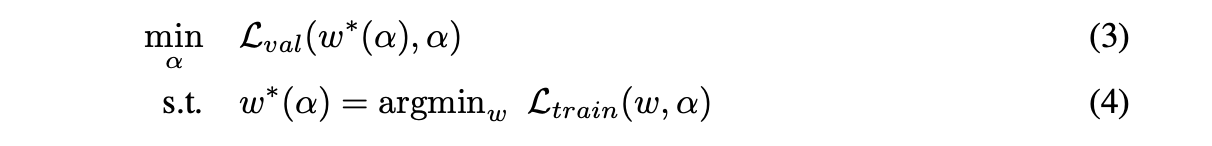 min_α ℒ_val(w*(α), α) (3)
s.t. w*(α) = argmin_w ℒ_train(w, α) (4)